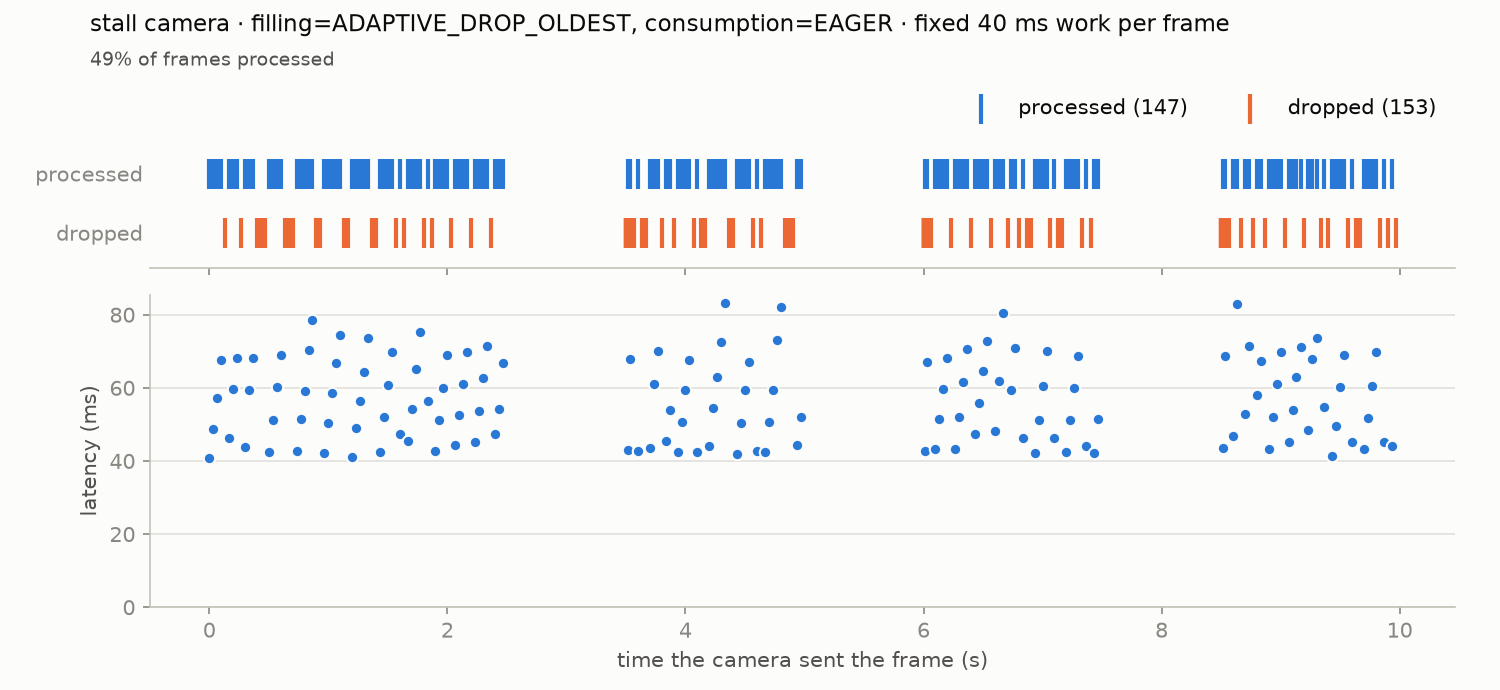 stall camera · filling=ADAPTIVE_DROP_OLDEST, consumption=EAGER · fixed 40 ms work per frame
49% of frames processed
processed (147)
dropped (153)
processed
dropped
80
60
40
20
0
latency (ms)
0
2
4
6
8
10
time the camera sent the frame (s)